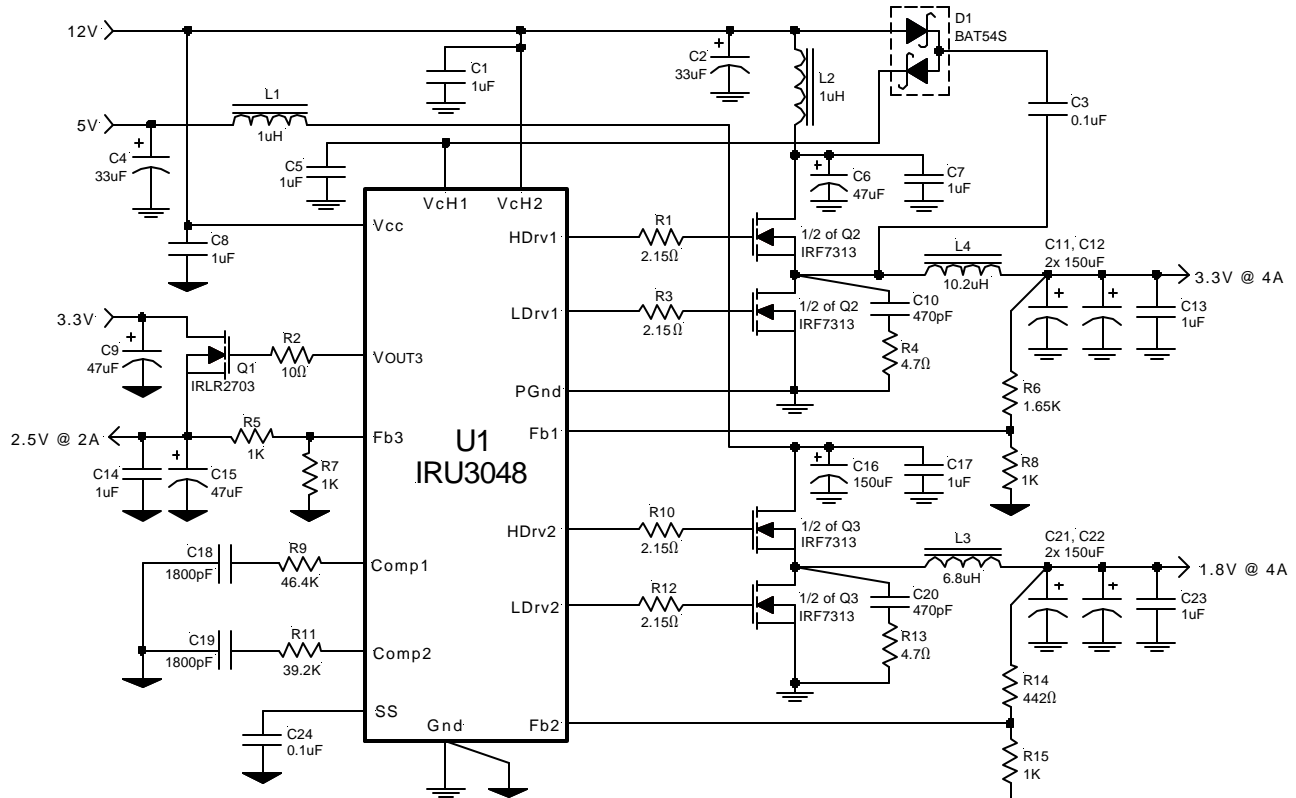 12V
5V
L1
1uH
C4
33uF
C1
1uF
C5
1uF
C2
33uF
L2
1uH
D1
BAT54S
C3
0.1uF
C6
47uF
C7
1uF
C8
1uF
VcH1
VcH2
Vcc
HDrv1
LDrv1
VOUT3
PGnd
Fb1
Fb3
U1
IRU3048
HDrv2
LDrv2
Comp1
Comp2
SS
Gnd
Fb2
R1
2.15Ω
1/2 of Q2
IRF7313
R3
2.15Ω
1/2 of Q2
IRF7313
L4
10.2uH
C11, C12
2x 150uF
3.3V @ 4A
C13
1uF
C10
470pF
R4
4.7Ω
R6
1.65K
R8
1K
3.3V
C9
47uF
Q1
IRLR2703
R2
10Ω
2.5V @ 2A
R5
1K
R7
1K
C14
1uF
C15
47uF
C16
150uF
C17
1uF
R10
2.15Ω
1/2 of Q3
IRF7313
R12
2.15Ω
1/2 of Q3
IRF7313
L3
6.8uH
C21, C22
2x 150uF
1.8V @ 4A
C23
1uF
C20
470pF
R13
4.7Ω
R14
442Ω
R15
1K
C18
1800pF
R9
46.4K
C19
1800pF
R11
39.2K
C24
0.1uF